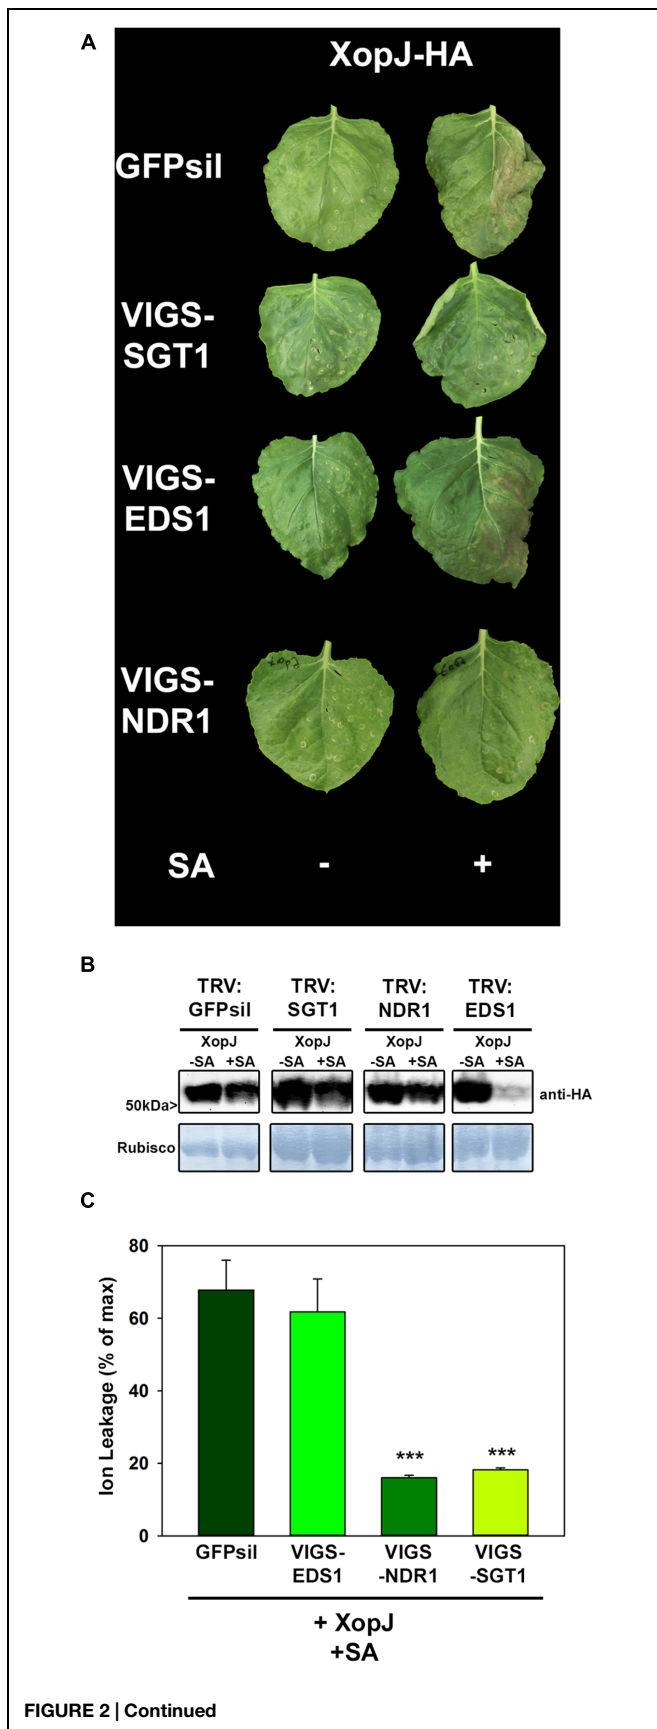 A
XopJ-HA
GFPsil
VIGS-
SGT1
VIGS-
EDS1
VIGS-
NDR1
SA - +
B
TRV: TRV: TRV: TRV:
GFPsil SGT1 NDR1 EDS1
XopJ XopJ XopJ XopJ
-SA +SA -SA +SA -SA +SA -SA +SA
50kDa> anti-HA
Rubisco
C
80
60
40
20
0
Ion Leakage (% of max)
*** ***
GFPsil VIGS- VIGS VIGS
EDS1 -NDR1 -SGT1
+ XopJ
+SA
FIGURE 2 | Continued